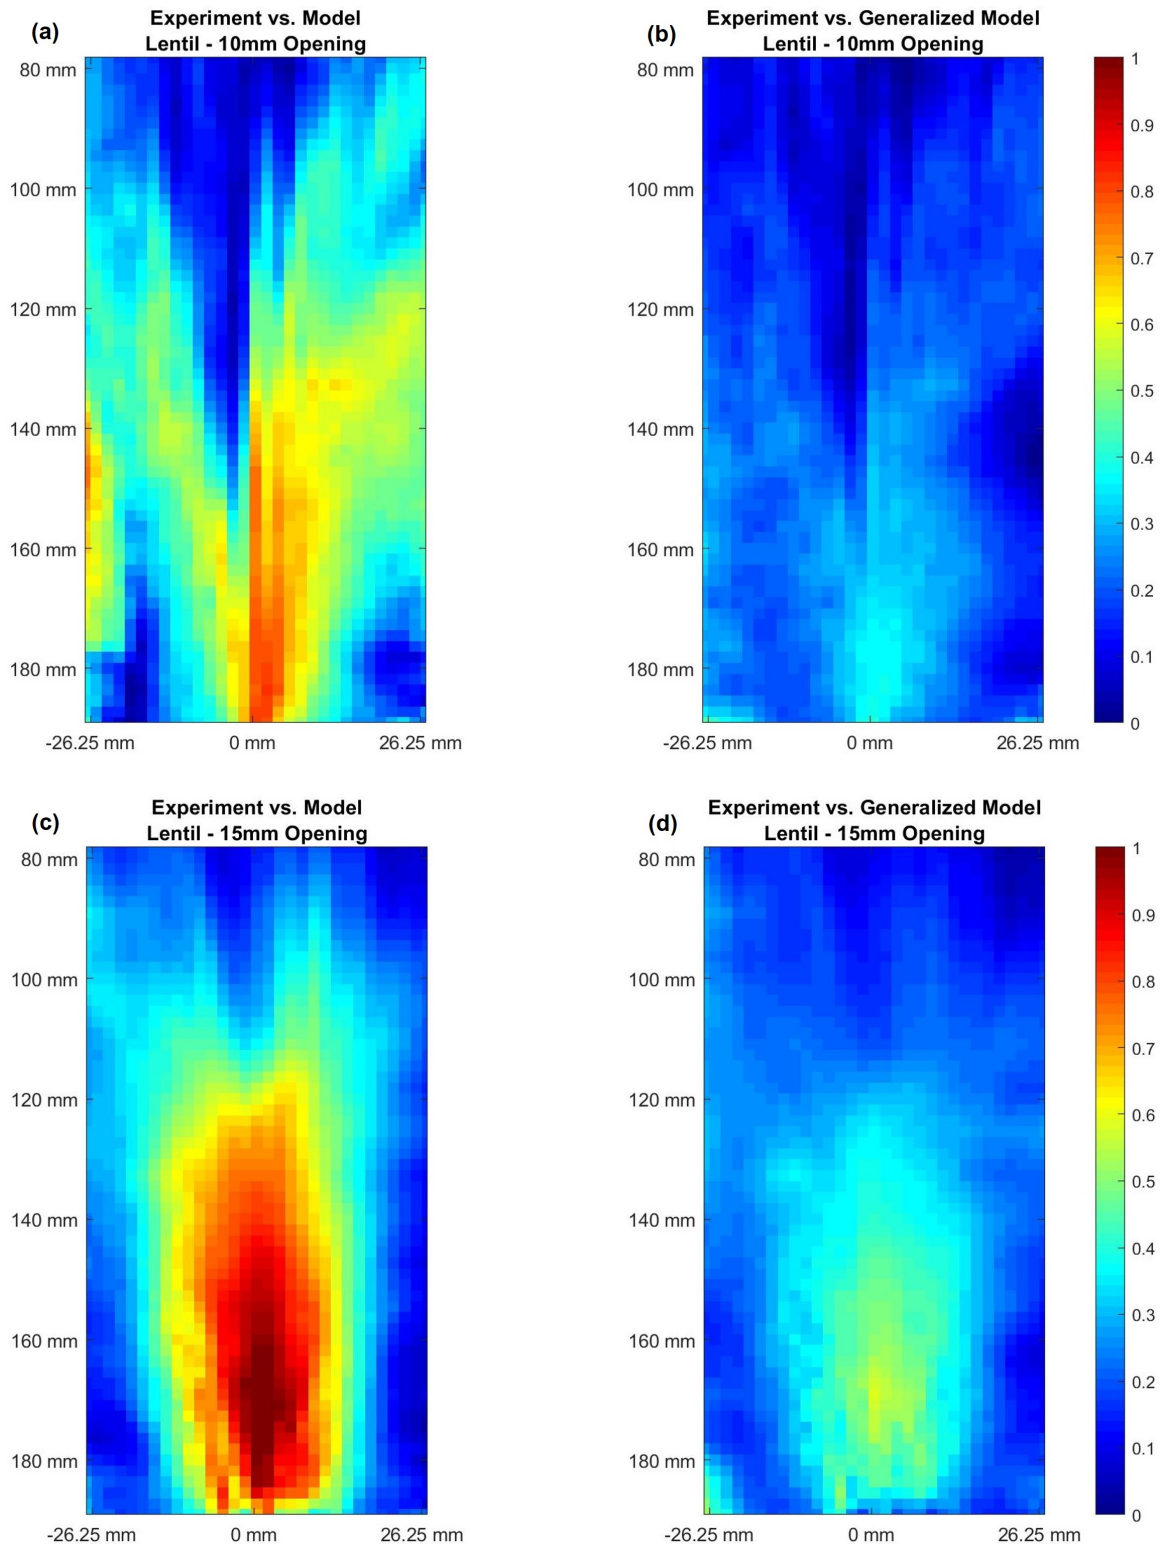 (a)
Experiment vs. Model
Lentil - 10mm Opening
80 mm
100 mm
120 mm
140 mm
160 mm
180 mm
-26.25 mm
0 mm
26.25 mm
(b)
Experiment vs. Generalized Model
Lentil - 10mm Opening
80 mm
100 mm
120 mm
140 mm
160 mm
180 mm
-26.25 mm
0 mm
26.25 mm
1
0.9
0.8
0.7
0.6
0.5
0.4
0.3
0.2
0.1
0
(c)
Experiment vs. Model
Lentil - 15mm Opening
80 mm
100 mm
120 mm
140 mm
160 mm
180 mm
-26.25 mm
0 mm
26.25 mm
(d)
Experiment vs. Generalized Model
Lentil - 15mm Opening
80 mm
100 mm
120 mm
140 mm
160 mm
180 mm
-26.25 mm
0 mm
26.25 mm
1
0.9
0.8
0.7
0.6
0.5
0.4
0.3
0.2
0.1
0